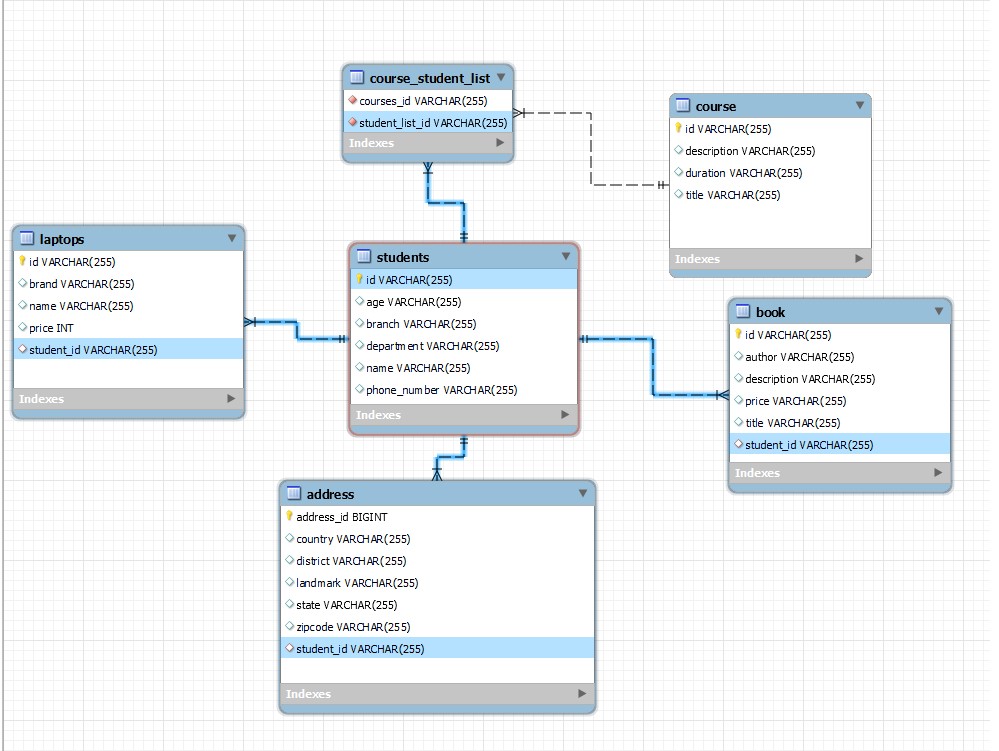 course_student_list
courses_id VARCHAR(255)
student_list_id VARCHAR(255)
Indexes
course
id VARCHAR(255)
description VARCHAR(255)
duration VARCHAR(255)
title VARCHAR(255)
Indexes
laptops
id VARCHAR(255)
brand VARCHAR(255)
name VARCHAR(255)
price INT
student_id VARCHAR(255)
Indexes
students
id VARCHAR(255)
age VARCHAR(255)
branch VARCHAR(255)
department VARCHAR(255)
name VARCHAR(255)
phone_number VARCHAR(255)
Indexes
book
id VARCHAR(255)
author VARCHAR(255)
description VARCHAR(255)
price VARCHAR(255)
title VARCHAR(255)
student_id VARCHAR(255)
Indexes
address
address_id BIGINT
country VARCHAR(255)
district VARCHAR(255)
landmark VARCHAR(255)
state VARCHAR(255)
zipcode VARCHAR(255)
student_id VARCHAR(255)
Indexes